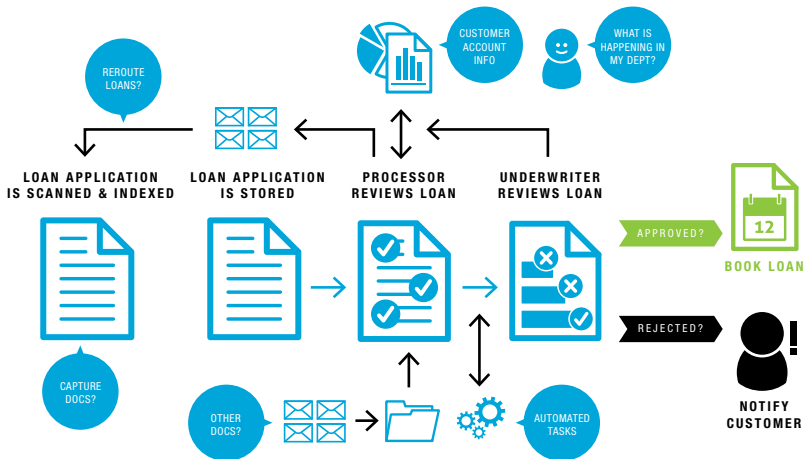 REROUTE
LOANS?
CUSTOMER
ACCOUNT
INFO
WHAT IS
HAPPENING IN
MY DEPT?
LOAN APPLICATION
IS SCANNED & INDEXED
LOAN APPLICATION
IS STORED
PROCESSOR
REVIEWS LOAN
UNDERWRITER
REVIEWS LOAN
APPROVED?
12
BOOK LOAN
REJECTED?
NOTIFY
CUSTOMER
CAPTURE
DOCS?
OTHER
DOCS?
AUTOMATED
TASKS